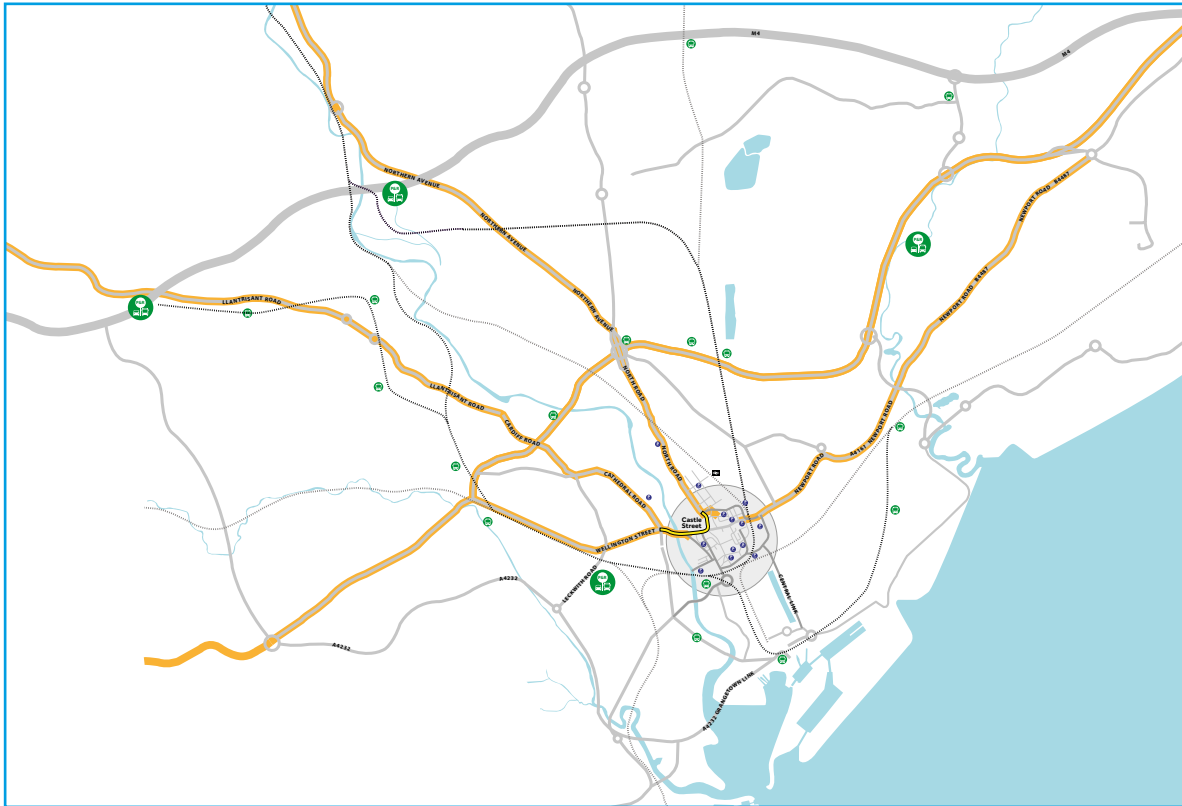 M4
M4
NORTHERN AVENUE
P&R
NEWPORT ROAD B4487
NORTHERN AVENUE
P&R
NEWPORT ROAD B4487
LLANTRISANT ROAD
P&R
NORTHERN AVENUE
NORTH ROAD
LLANTRISANT ROAD
CARDIFF ROAD
A4161 NEWPORT ROAD
NORTH ROAD
NEWPORT ROAD
CATHEDRAL ROAD
Castle
Street
WELLINGTON STREET
P&R
LECKWITH ROAD
A4232
CENTRAL LINK
A4232
A4232 GRANGETOWN LINK